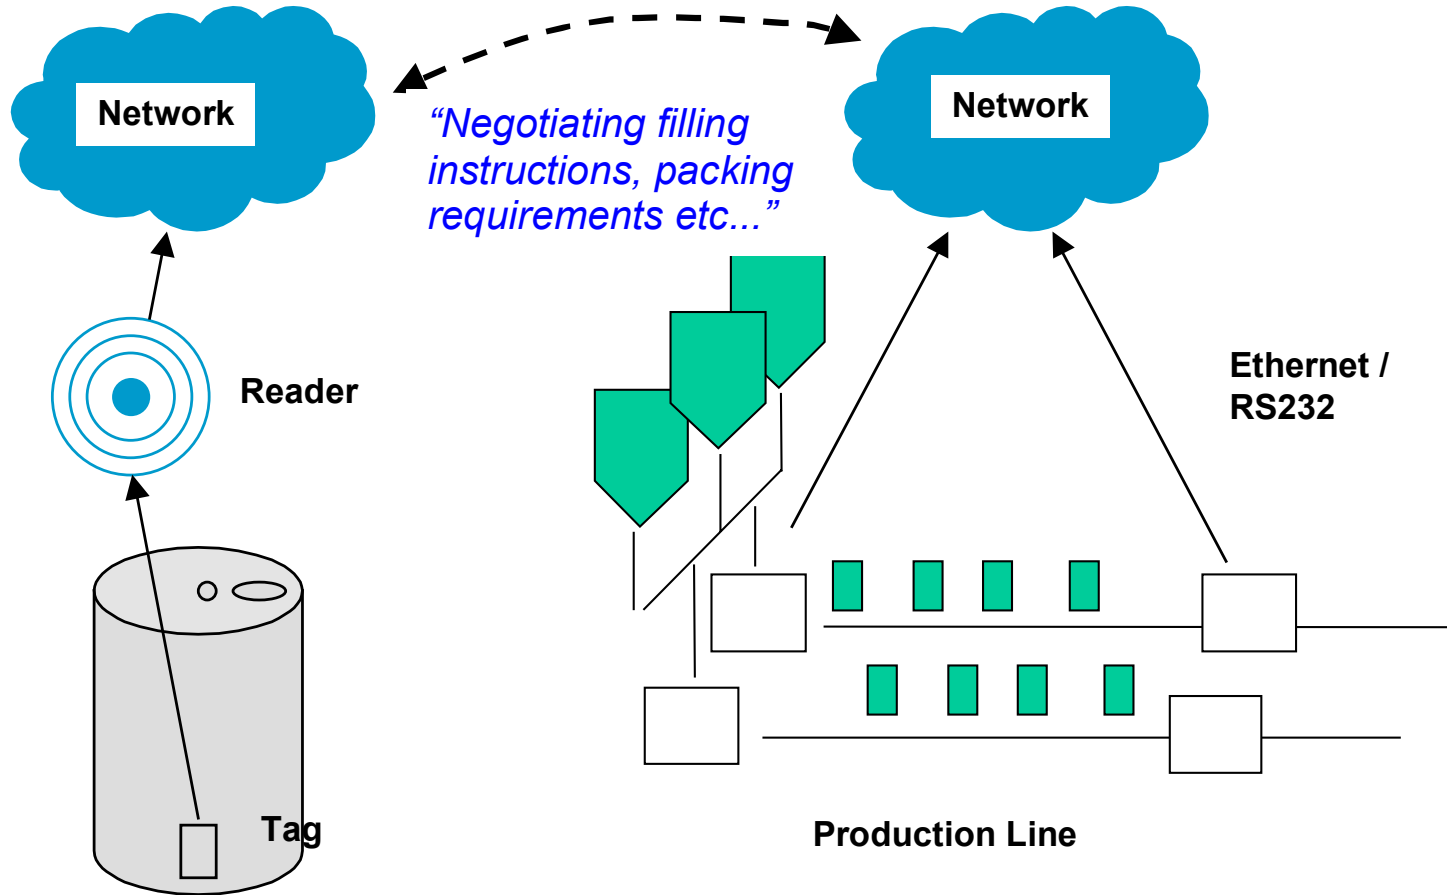 Network
Network
“Negotiating filling
instructions, packing
requirements etc...”
Reader
Ethernet /
RS232
Tag
Production Line